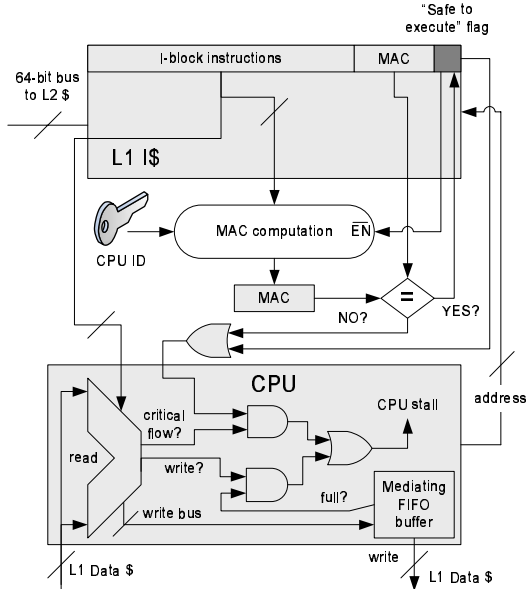 “Safe to
execute” flag
I-block instructions
MAC
64-bit bus
to L2 $
L1 I$
MAC computation
EN
CPU ID
MAC
=
NO?
YES?
CPU
address
critical
flow?
CPU stall
read
write?
full?
Mediating
FIFO
buffer
write bus
write
L1 Data $
L1 Data $